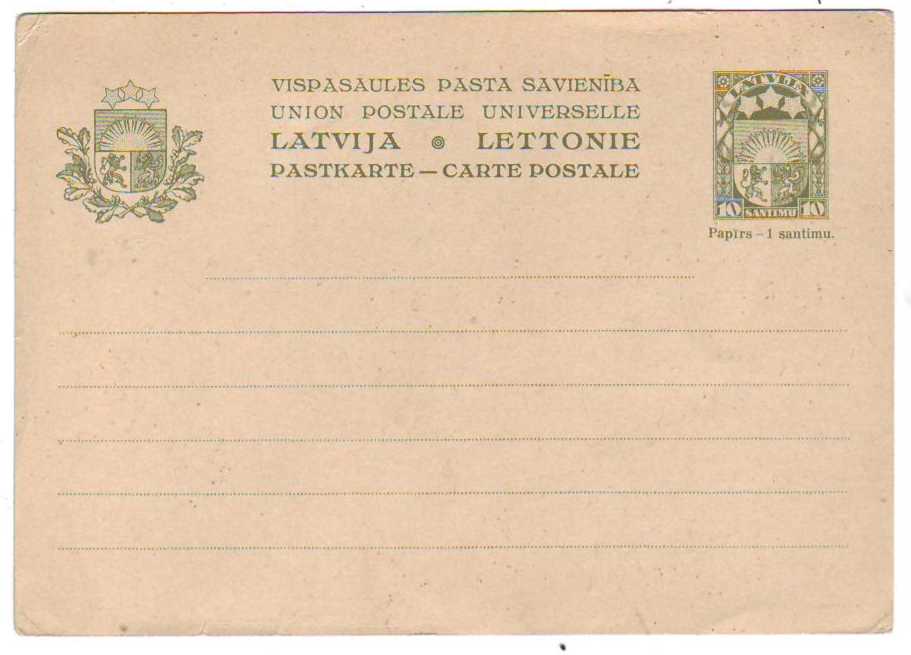 VISPASAULES PASTA SAVIENĪBA
UNION POSTALE UNIVERSELLE
LATVIJA ◎ LETTONIE
PASTKARTE — CARTE POSTALE
LATVIJA
10 SANTIMU 10
Papīrs – 1 santimu.